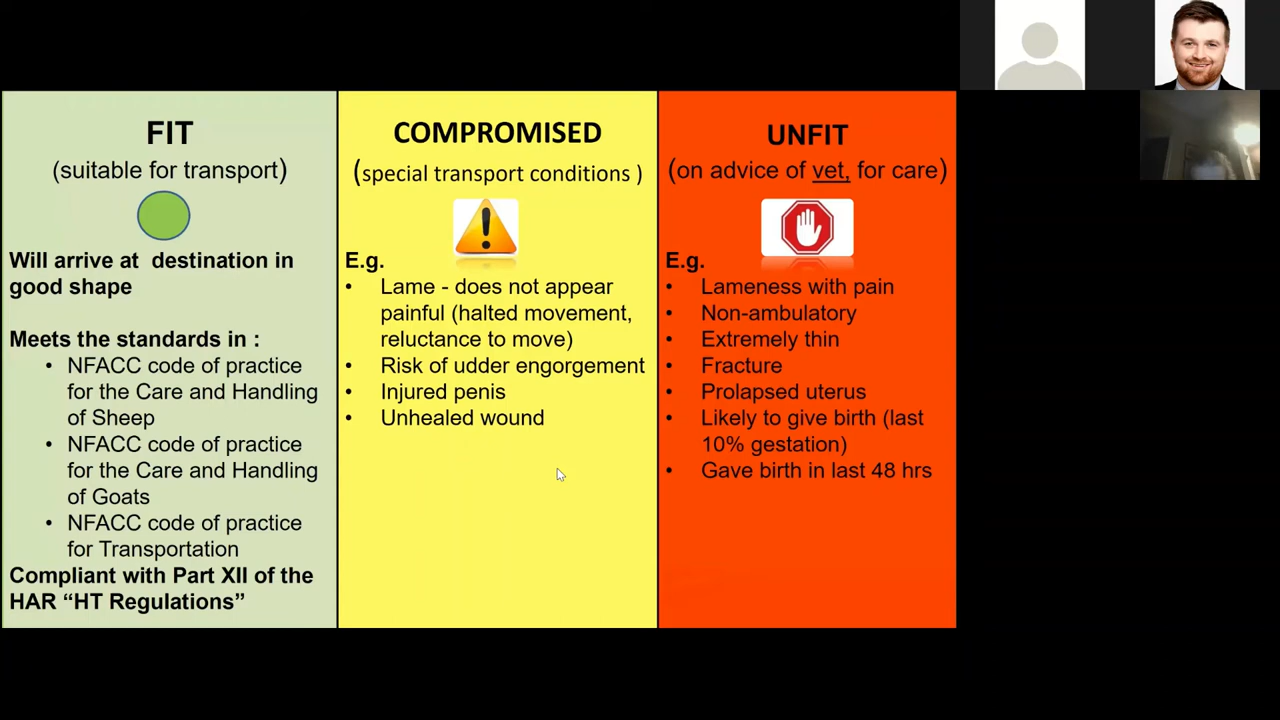 FIT
(suitable for transport)
Will arrive at destination in
good shape
Meets the standards in :
• NFACC code of practice
for the Care and Handling
of Sheep
• NFACC code of practice
for the Care and Handling
of Goats
• NFACC code of practice
for Transportation
Compliant with Part XII of the
HAR “HT Regulations”
COMPROMISED
(special transport conditions )
!
E.g.
• Lame - does not appear
painful (halted movement,
reluctance to move)
• Risk of udder engorgement
• Injured penis
• Unhealed wound
UNFIT
(on advice of vet, for care)
E.g.
• Lameness with pain
• Non-ambulatory
• Extremely thin
• Fracture
• Prolapsed uterus
• Likely to give birth (last
10% gestation)
• Gave birth in last 48 hrs